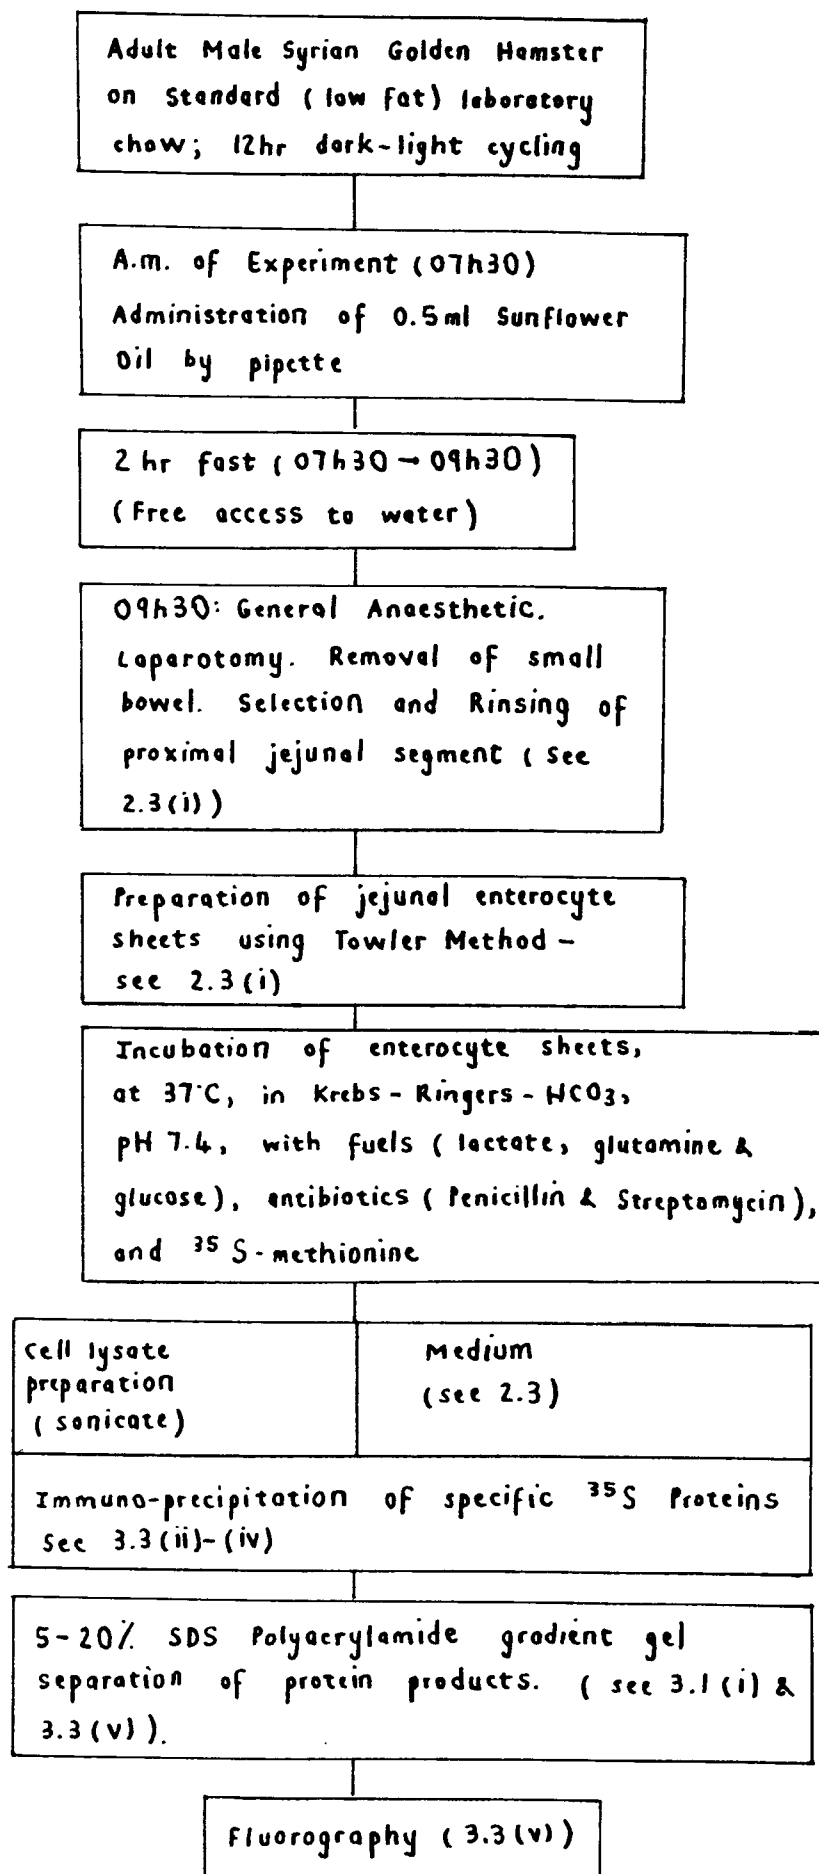 Adult Male Syrian Golden Hamster
on Standard (low fat) laboratory
chow; 12hr dark-light cycling
A.m. of Experiment (07h30)
Administration of 0.5ml Sunflower
Oil by pipette
2 hr fast (07h30 → 09h30)
(Free access to water)
09h30: General Anaesthetic.
Laparotomy. Removal of small
bowel. Selection and Rinsing of
proximal jejunal segment (See
2.3(i))
Preparation of jejunal enterocyte
sheets using Towler Method -
see 2.3(i)
Incubation of enterocyte sheets,
at 37°C, in Krebs-Ringers-HCO₃,
pH 7.4, with fuels (lactate, glutamine &
glucose), antibiotics (Penicillin & Streptomycin),
and ³⁵S-methionine
Cell lysate
preparation
(sonicate)
Medium
(see 2.3)
Immuno-precipitation of specific ³⁵S Proteins
See 3.3(ii)-(iv)
5-20% SDS Polyacrylamide gradient gel
separation of protein products. (see 3.1(i) &
3.3(v)).
Fluorography (3.3(v))